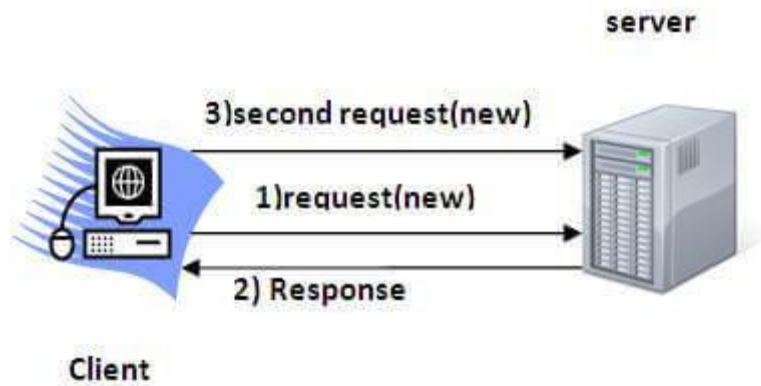 server
3)second request(new)
1)request(new)
2) Response
Client